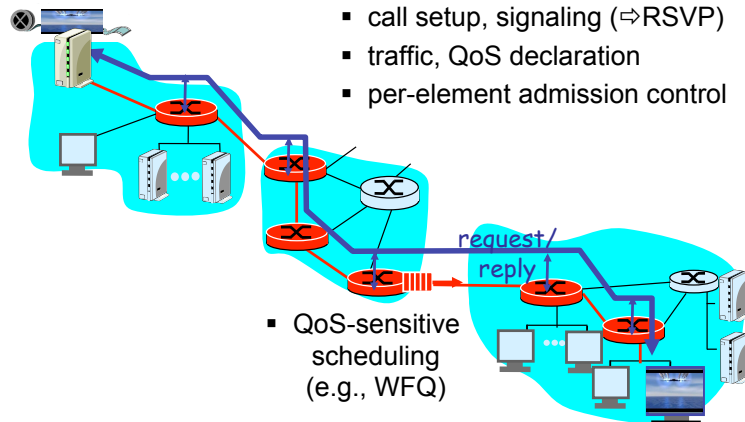 ▪ call setup, signaling (⇨RSVP)
▪ traffic, QoS declaration
▪ per-element admission control
request/
reply
▪ QoS-sensitive
scheduling
(e.g., WFQ)